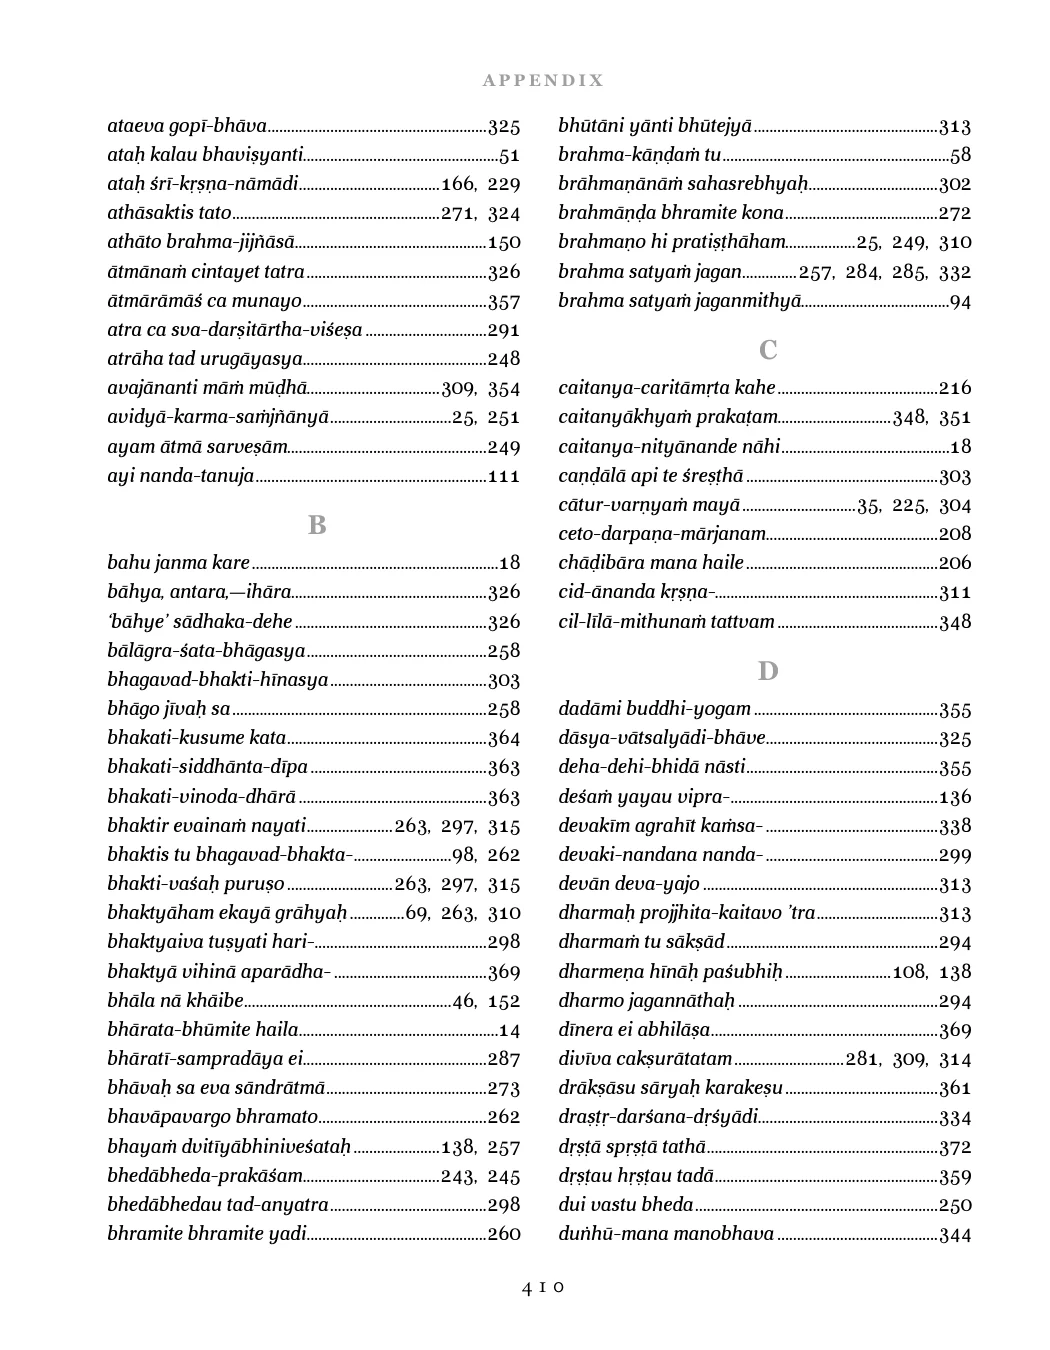 APPENDIX
ataeva gopī-bhāva...325
ataḥ kalau bhaviṣyanti...51
ataḥ śrī-kṛṣṇa-nāmādi...166, 229
athāsaktis tato...271, 324
athāto brahma-jijñāsā...150
ātmānaṁ cintayet tatra...326
ātmārāmāś ca munayo...357
atra ca sva-darṣitārtha-viśeṣa...291
atrāha tad urugāyasya...248
avajānanti māṁ mūḍhā...309, 354
avidyā-karma-saṁjñānyā...25, 251
ayam ātmā sarveṣām...249
ayi nanda-tanuja...111
B
bahu janma kare...18
bāhya, antara,—ihāra...326
‘bāhye’ sādhaka-dehe...326
bālāgra-śata-bhāgasya...258
bhagavad-bhakti-hīnasya...303
bhāgo jīvaḥ sa...258
bhakati-kusume kata...364
bhakati-siddhānta-dīpa...363
bhakati-vinoda-dhārā...363
bhaktir evainaṁ nayati...263, 297, 315
bhaktis tu bhagavad-bhakta-...98, 262
bhakti-vaśaḥ puruṣo...263, 297, 315
bhaktyāham ekayā grāhyaḥ...69, 263, 310
bhaktyaiva tuṣyati hari-...298
bhaktyā vihinā aparādha-...369
bhāla nā khāibe...46, 152
bhārata-bhūmite haila...14
bhāratī-sampradāya ei...287
bhāvaḥ sa eva sāndrātmā...273
bhavāpavargo bhramato...262
bhayaṁ dvitīyābhiniveśataḥ...138, 257
bhedābheda-prakāśam...243, 245
bhedābhedau tad-anyatra...298
bhramite bhramite yadi...260
bhūtāni yānti bhūtejyā...313
brahma-kāṇḍaṁ tu...58
brāhmaṇānāṁ sahasrebhyaḥ...302
brahmāṇḍa bhramite kona...272
brahmaṇo hi pratiṣṭhāham...25, 249, 310
brahma satyaṁ jagan...257, 284, 285, 332
brahma satyaṁ jaganmithyā...94
C
caitanya-caritāmṛta kahe...216
caitanyākhyaṁ prakaṭam...348, 351
caitanya-nityānande nāhi...18
caṇḍālā api te śreṣṭhā...303
cātur-varṇyaṁ mayā...35, 225, 304
ceto-darpaṇa-mārjanam...208
chāḍibāra mana haile...206
cid-ānanda kṛṣṇa-...311
cil-līlā-mithunaṁ tattvam...348
D
dadāmi buddhi-yogam...355
dāsya-vātsalyādi-bhāve...325
deha-dehi-bhidā nāsti...355
deśaṁ yayau vipra-...136
devakīm agrahīt kaṁsa-...338
devaki-nandana nanda-...299
devān deva-yajo...313
dharmaḥ projjhita-kaitavo ’tra...313
dharmaṁ tu sākṣād...294
dharmeṇa hīnāḥ paśubhiḥ...108, 138
dharmo jagannāthaḥ...294
dīnera ei abhilāṣa...369
divīva cakṣurātatam...281, 309, 314
drākṣāsu sāryaḥ karakeṣu...361
draṣṭṛ-darśana-dṛśyādi...334
dṛṣṭā spṛṣṭā tathā...372
dṛṣṭau hṛṣṭau tadā...359
dui vastu bheda...250
duṅhū-mana manobhava...344
410